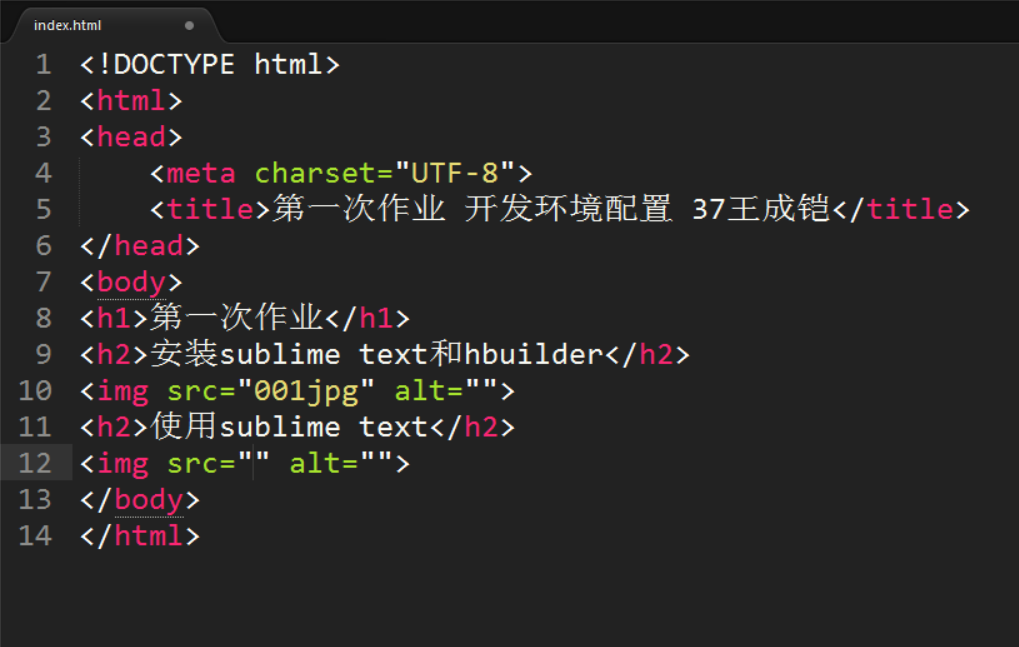 index.html
1 <!DOCTYPE html>
2 <html>
3 <head>
4 <meta charset="UTF-8">
5 <title>第一次作业 开发环境配置 37王成铠</title>
6 </head>
7 <body>
8 <h1>第一次作业</h1>
9 <h2>安装sublime text和hbuilder</h2>
10 <img src="001jpg" alt="">
11 <h2>使用sublime text</h2>
12 <img src="" alt="">
13 </body>
14 </html>